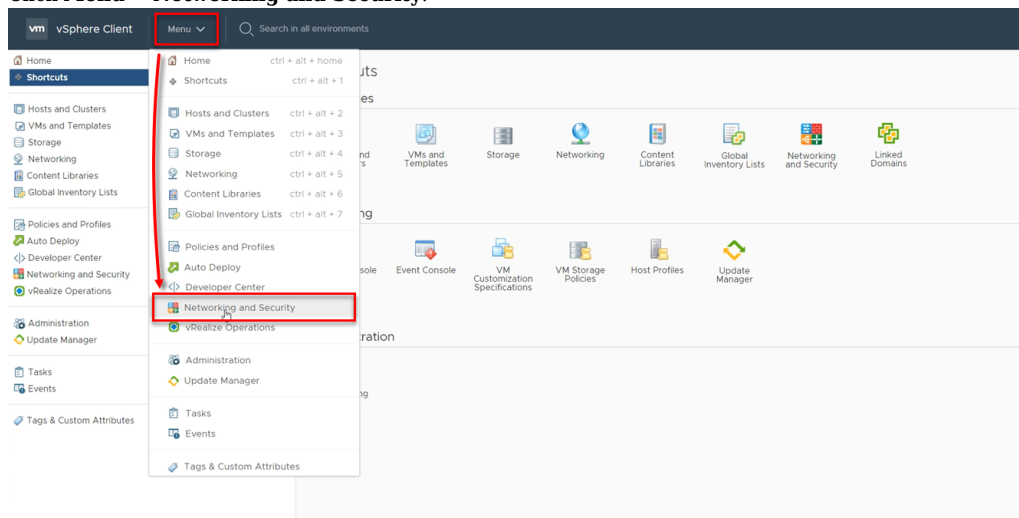 vm vSphere Client Menu Search in all environments
Home
Shortcuts
Hosts and Clusters
VMs and Templates
Storage
Networking
Content Libraries
Global Inventory Lists
Policies and Profiles
Auto Deploy
Developer Center
Networking and Security
vRealize Operations
Administration
Update Manager
Tasks
Events
Tags & Custom Attributes
Home ctrl + alt + home
Shortcuts ctrl + alt + 1
Hosts and Clusters ctrl + alt + 2
VMs and Templates ctrl + alt + 3
Storage ctrl + alt + 4
Networking ctrl + alt + 5
Content Libraries ctrl + alt + 6
Global Inventory Lists ctrl + alt + 7
Policies and Profiles
Auto Deploy
Developer Center
Networking and Security
vRealize Operations
Administration
Update Manager
Tasks
Events
Tags & Custom Attributes
uts
es
VMs and
Templates
Storage
Networking
Content
Libraries
Global
Inventory Lists
Networking
and Security
Linked
Domains
ng
sole
Event Console
VM
Customization
Specifications
VM Storage
Policies
Host Profiles
Update
Manager
ration
ng